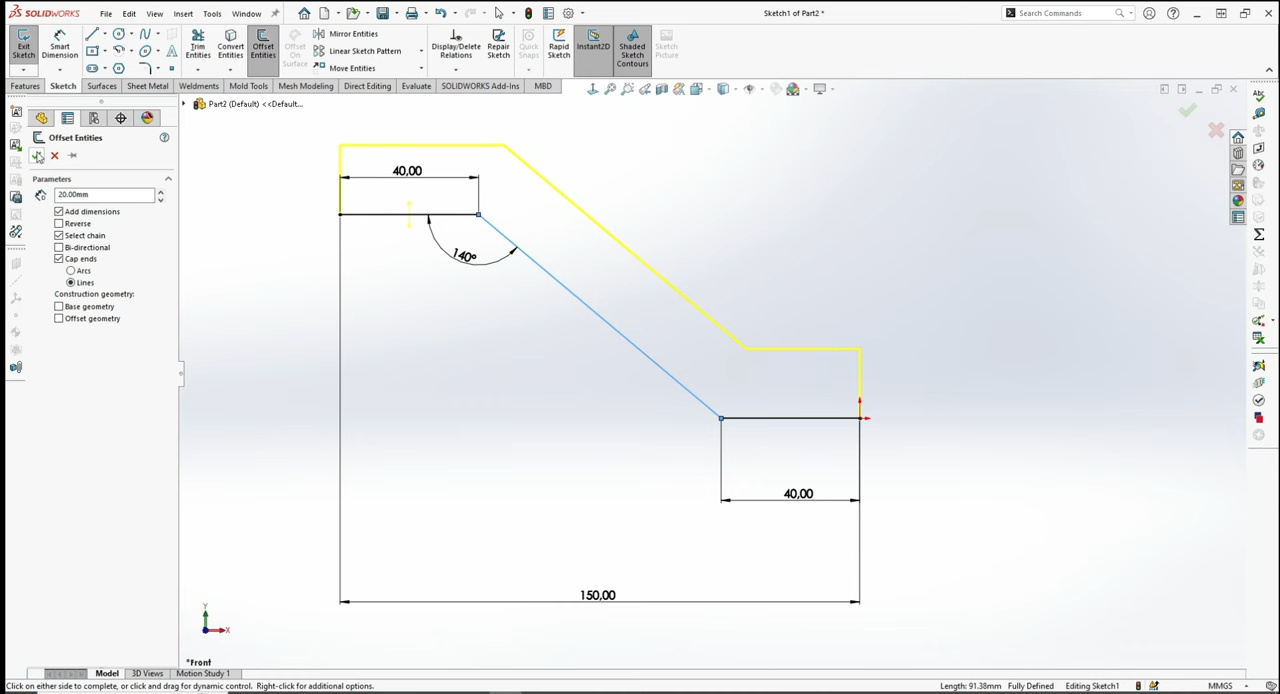 SOLIDWORKS File Edit View Insert Tools Window Sketch1 of Part2 * Search Commands
Exit Sketch Smart Dimension Trim Entities Convert Entities Offset Entities Offset On Surface Mirror Entities Linear Sketch Pattern Move Entities Display/Delete Relations Repair Sketch Quick Snaps Rapid Sketch Instant2D Shaded Sketch Contours Sketch Picture
Features Sketch Surfaces Sheet Metal Weldments Mold Tools Mesh Modeling Direct Editing Evaluate SOLIDWORKS Add-Ins MBD
Part2 (Default) <<Default...
Offset Entities
Parameters
20.00mm
Add dimensions
Reverse
Select chain
Bi-directional
Cap ends
Arcs
Lines
Construction geometry:
Base geometry
Offset geometry
40,00
140°
40,00
150,00
Y
X
*Front
Model 3D Views Motion Study 1
Click on either side to complete, or click and drag for dynamic control. Right-click for additional options. Length: 91.38mm Fully Defined Editing Sketch1 MMGS